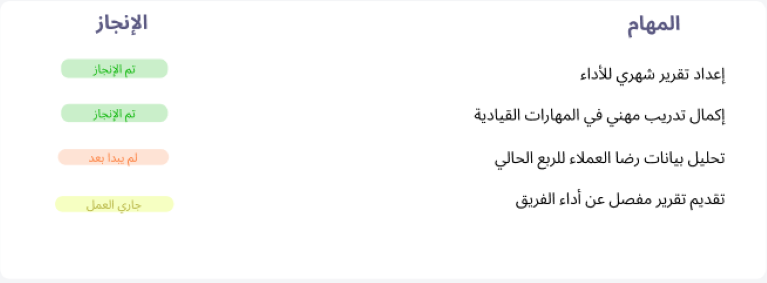 المهام الإنجاز
إعداد تقرير شهري للأداء تم الإنجاز
إكمال تدريب مهني في المهارات القيادية تم الإنجاز
تحليل بيانات رضا العملاء للربع الحالي لم يبدا بعد
تقديم تقرير مفصل عن أداء الفريق جاري العمل